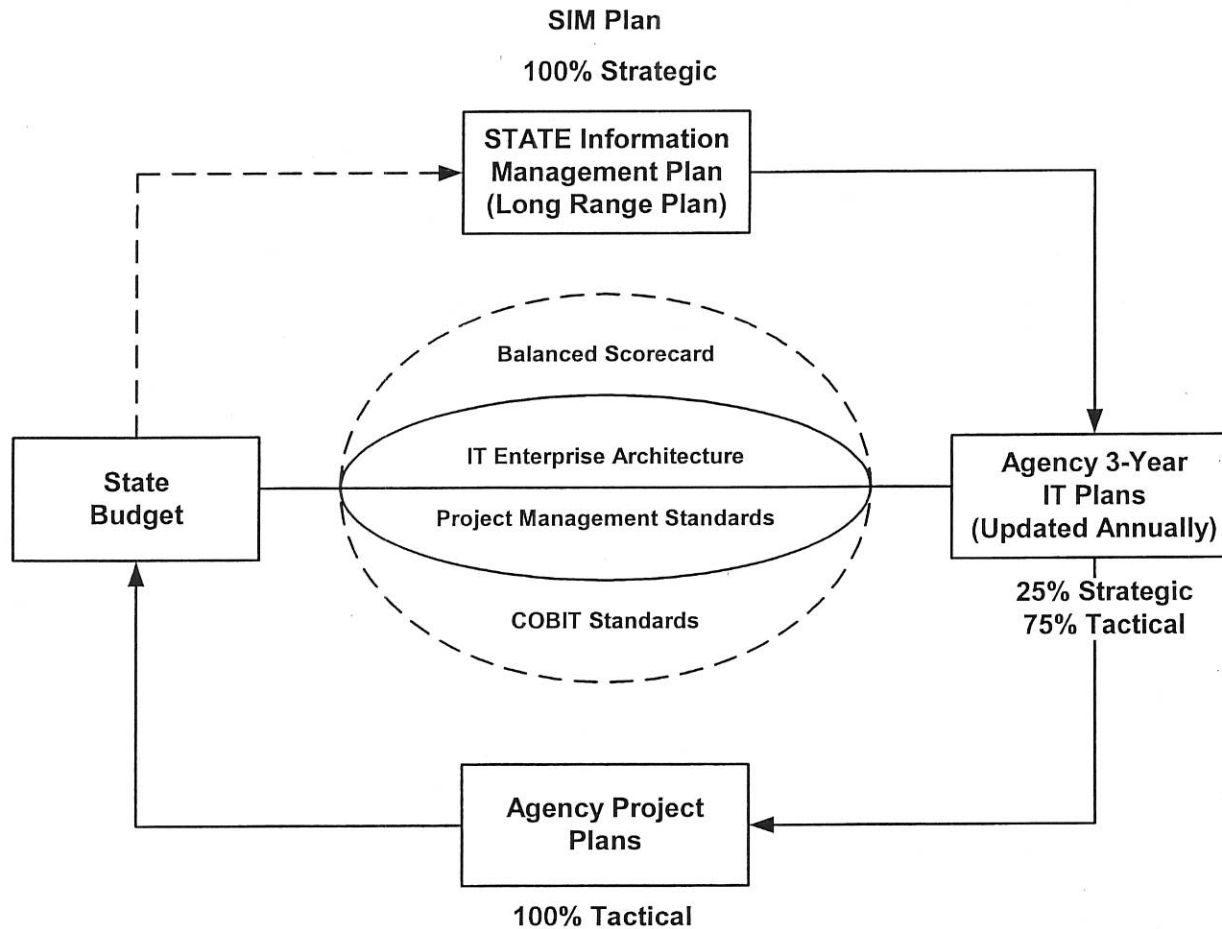 SIM Plan
100% Strategic
STATE Information
Management Plan
(Long Range Plan)
Balanced Scorecard
IT Enterprise Architecture
State
Budget
Agency 3-Year
IT Plans
(Updated Annually)
Project Management Standards
25% Strategic
75% Tactical
COBIT Standards
Agency Project
Plans
100% Tactical